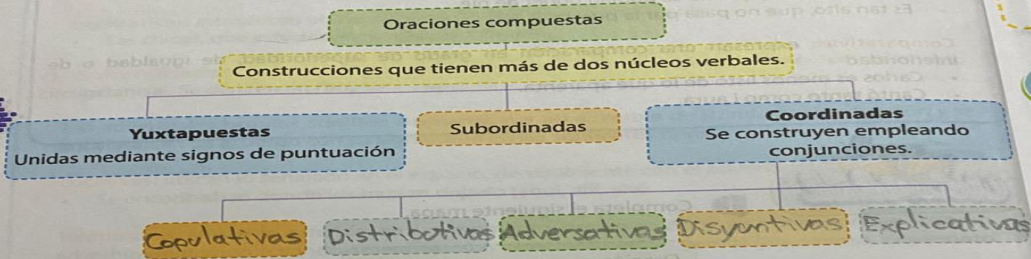 Oraciones compuestas
Construcciones que tienen más de dos núcleos verbales.
Yuxtapuestas
Unidas mediante signos de puntuación
Subordinadas
Coordinadas
Se construyen empleando
conjunciones.
Copulativas
Distributivas
Adversativas
Disyuntivas
Explicativas